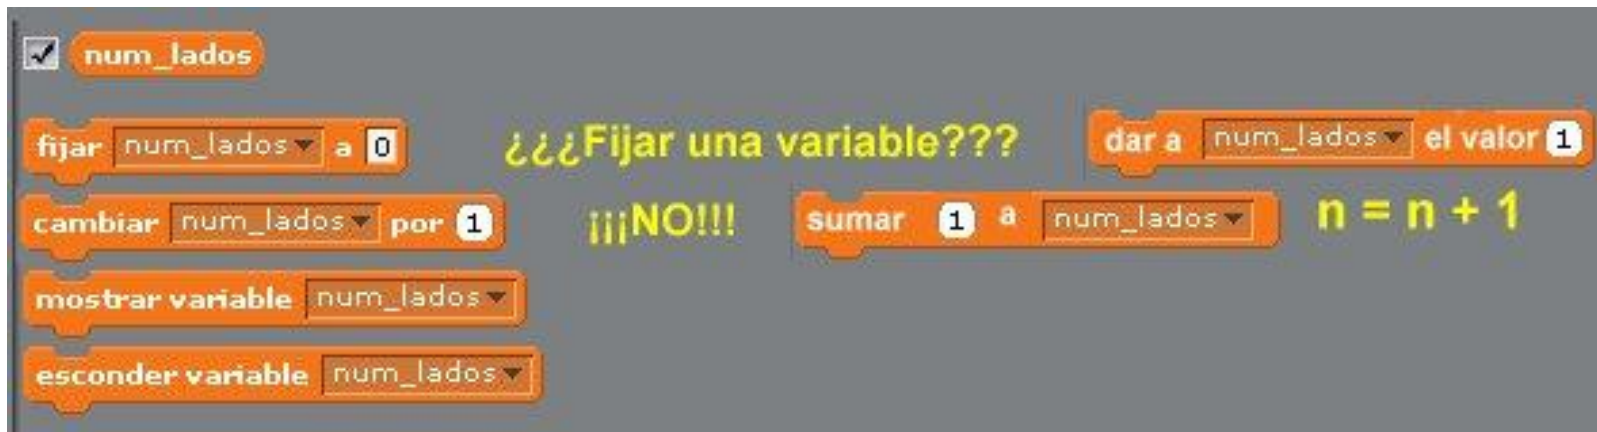 num_lados
fijar num_lados a 0 ¿¿¿Fijar una variable??? dar a num_lados el valor 1
cambiar num_lados por 1 ¡¡¡NO!!! sumar 1 a num_lados n = n + 1
mostrar variable num_lados
esconder variable num_lados